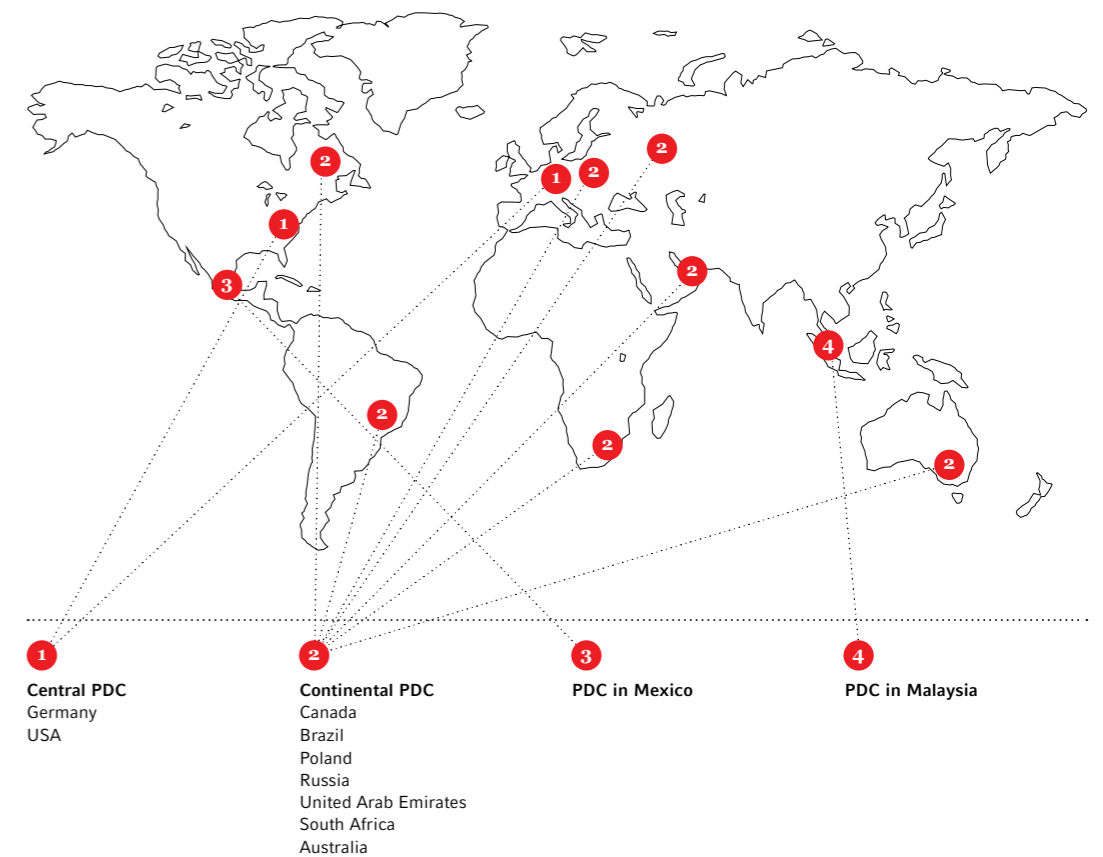 2
2
1
2
1
2
3
4
2
2
2
1
Central PDC
Germany
USA
2
Continental PDC
Canada
Brazil
Poland
Russia
United Arab Emirates
South Africa
Australia
3
PDC in Mexico
4
PDC in Malaysia